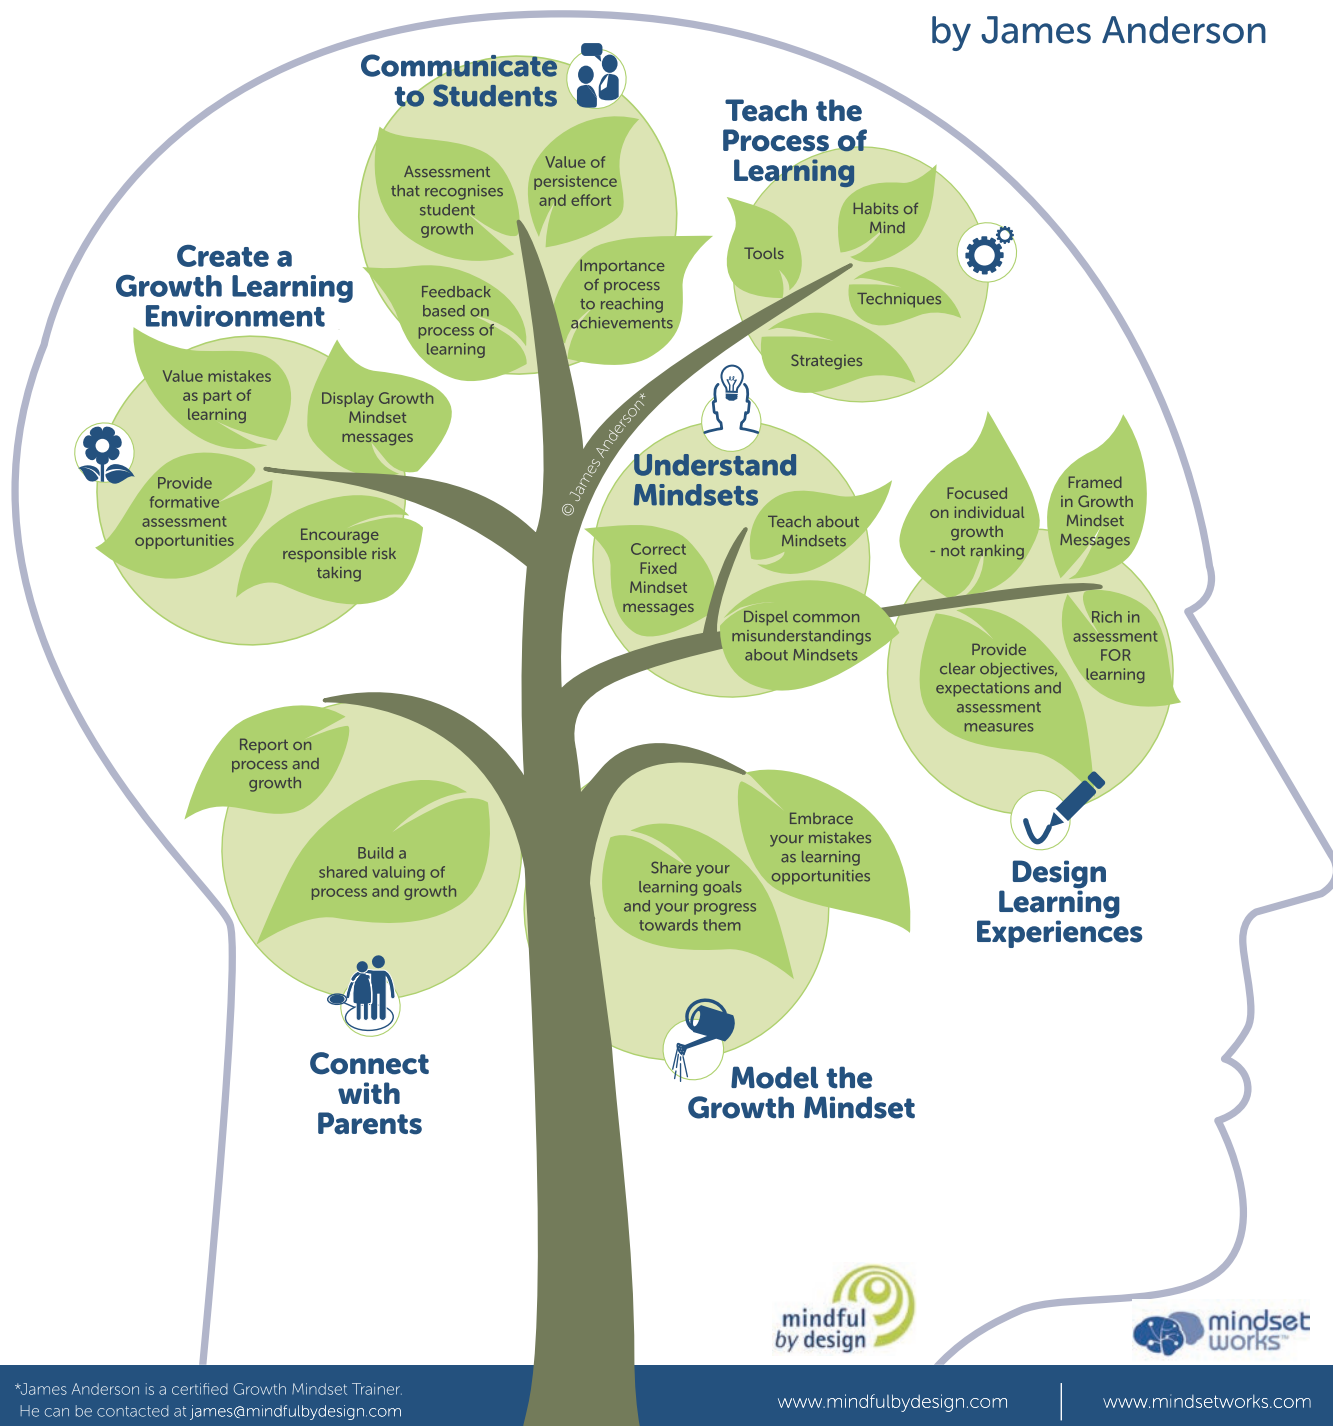 by James Anderson
Communicate
to Students
Assessment
that recognises
student
growth
Value of
persistence
and effort
Feedback
based on
process of
learning
Importance
of process
to reaching
achievements
Teach the
Process of
Learning
Tools
Habits of
Mind
Techniques
Strategies
Create a
Growth Learning
Environment
Value mistakes
as part of
learning
Display Growth
Mindset
messages
Provide
formative
assessment
opportunities
Encourage
responsible risk
taking
© James Anderson*
Understand
Mindsets
Correct
Fixed
Mindset
messages
Teach about
Mindsets
Dispel common
misunderstandings
about Mindsets
Focused
on individual
growth
- not ranking
Framed
in Growth
Mindset
Messages
Provide
clear objectives,
expectations and
assessment
measures
Rich in
assessment
FOR
learning
Design
Learning
Experiences
Report on
process and
growth
Build a
shared valuing of
process and growth
Connect
with
Parents
Share your
learning goals
and your progress
towards them
Embrace
your mistakes
as learning
opportunities
Model the
Growth Mindset
mindful
by design
mindset
works™
*James Anderson is a certified Growth Mindset Trainer.
He can be contacted at james@mindfulbydesign.com
www.mindfulbydesign.com
www.mindsetworks.com